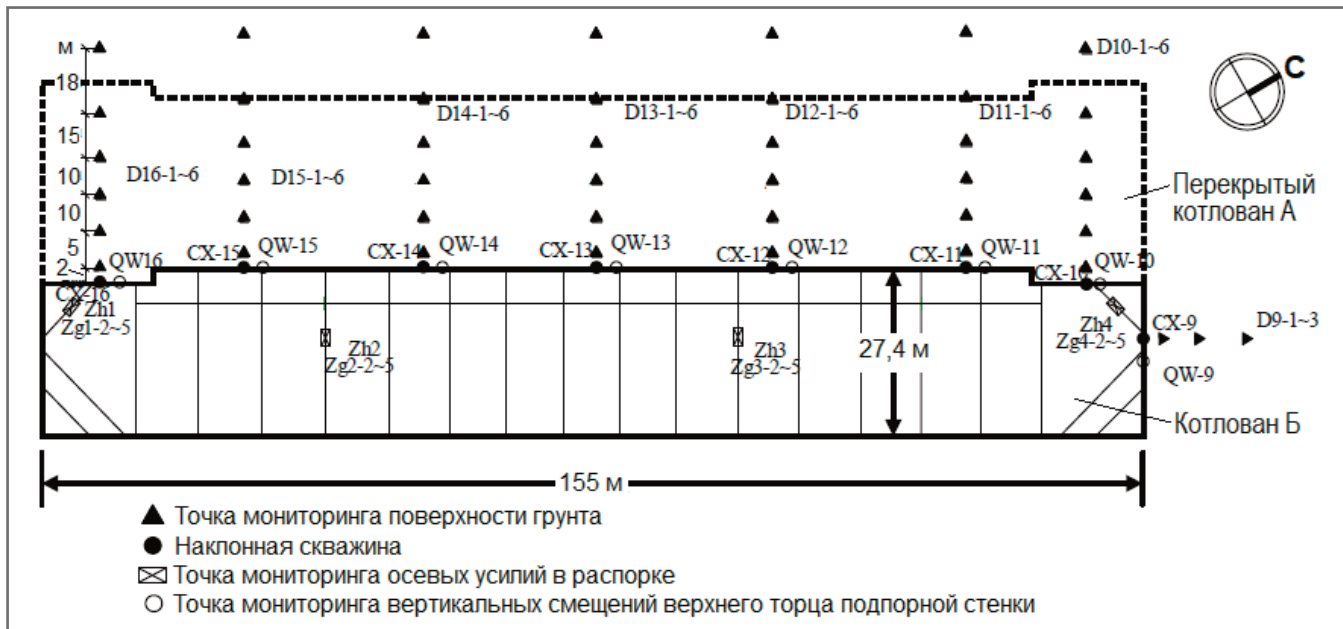 м
D10-1~6
С
18
D14-1~6
D13-1~6
D12-1~6
D11-1~6
15
D16-1~6
D15-1~6
10
Перекрытый
котлован А
10
5
2~
QW16
CX-15
QW-15
CX-14
QW-14
CX-13
QW-13
CX-12
QW-12
CX-11
QW-11
CX-10
QW-10
CX-16
Zh1
Zg1-2~5
Zh2
Zg2-2~5
Zh3
Zg3-2~5
27,4 м
Zh4
Zg4-2~5
CX-9
D9-1~3
QW-9
Котлован Б
155 м
Точка мониторинга поверхности грунта
Наклонная скважина
Точка мониторинга осевых усилий в распорке
Точка мониторинга вертикальных смещений верхнего торца подпорной стенки